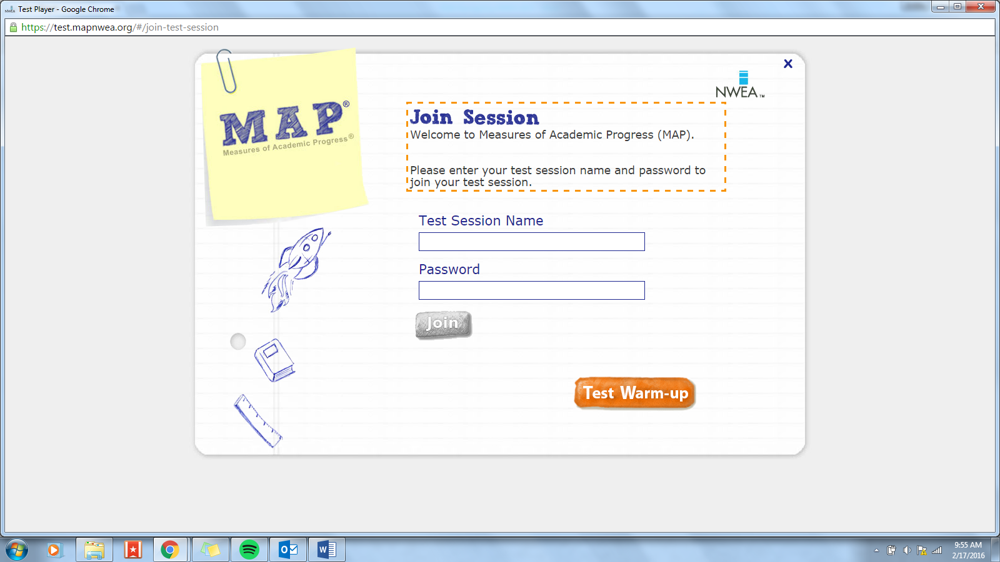 NWEA Test Player - Google Chrome
https://test.mapnwea.org/#/join-test-session
MAP®
Measures of Academic Progress®
X
NWEA™
Join Session
Welcome to Measures of Academic Progress (MAP).
Please enter your test session name and password to
join your test session.
Test Session Name
Password
Join
Test Warm-up
9:55 AM
2/17/2016